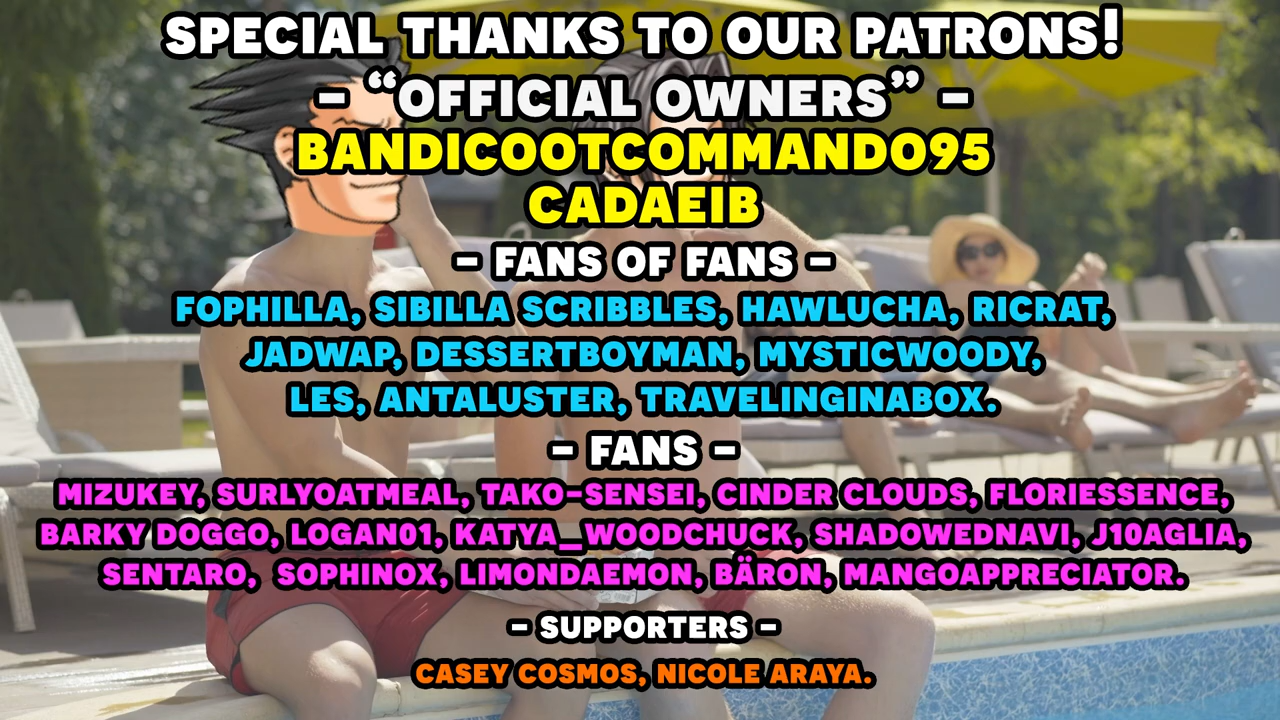 SPECIAL THANKS TO OUR PATRONS!
- “OFFICIAL OWNERS” -
BANDICOOTCOMMANDO95
CADAEIB
- FANS OF FANS -
FOPHILLA, SIBILLA SCRIBBLES, HAWLUCHA, RICRAT,
JADWAP, DESSERTBOYMAN, MYSTICWOODY,
LES, ANTALUSTER, TRAVELINGINABOX.
- FANS -
MIZUKEY, SURLYOATMEAL, TAKO-SENSEI, CINDER CLOUDS, FLORIESSENCE,
BARKY DOGGO, LOGAN01, KATYA_WOODCHUCK, SHADOWEDNAVI, J10AGLIA,
SENTARO, SOPHINOX, LIMONDAEMON, BÄRON, MANGOAPPRECIATOR.
- SUPPORTERS -
CASEY COSMOS, NICOLE ARAYA.